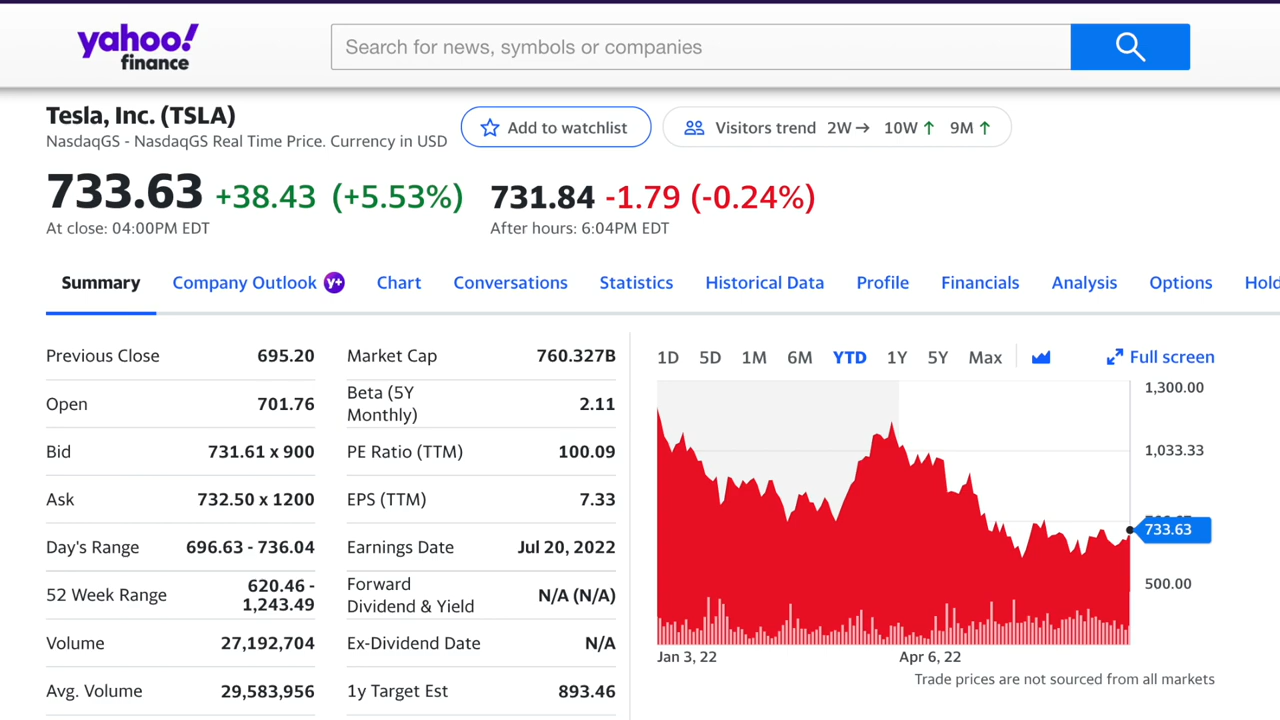 yahoo!
finance
Search for news, symbols or companies
Tesla, Inc. (TSLA)
NasdaqGS - NasdaqGS Real Time Price. Currency in USD
Add to watchlist
Visitors trend 2W→ 10W↑ 9M↑
733.63 +38.43 (+5.53%)
At close: 04:00PM EDT
731.84 -1.79 (-0.24%)
After hours: 6:04PM EDT
Summary
Company Outlook y+
Chart
Conversations
Statistics
Historical Data
Profile
Financials
Analysis
Options
Hold
Previous Close 695.20
Open 701.76
Bid 731.61 x 900
Ask 732.50 x 1200
Day's Range 696.63 - 736.04
52 Week Range 620.46 -
1,243.49
Volume 27,192,704
Avg. Volume 29,583,956
Market Cap 760.327B
Beta (5Y
Monthly) 2.11
PE Ratio (TTM) 100.09
EPS (TTM) 7.33
Earnings Date Jul 20, 2022
Forward
Dividend & Yield N/A (N/A)
Ex-Dividend Date N/A
1y Target Est 893.46
1D 5D 1M 6M YTD 1Y 5Y Max
Full screen
1,300.00
1,033.33
733.63
500.00
Jan 3, 22
Apr 6, 22
Trade prices are not sourced from all markets